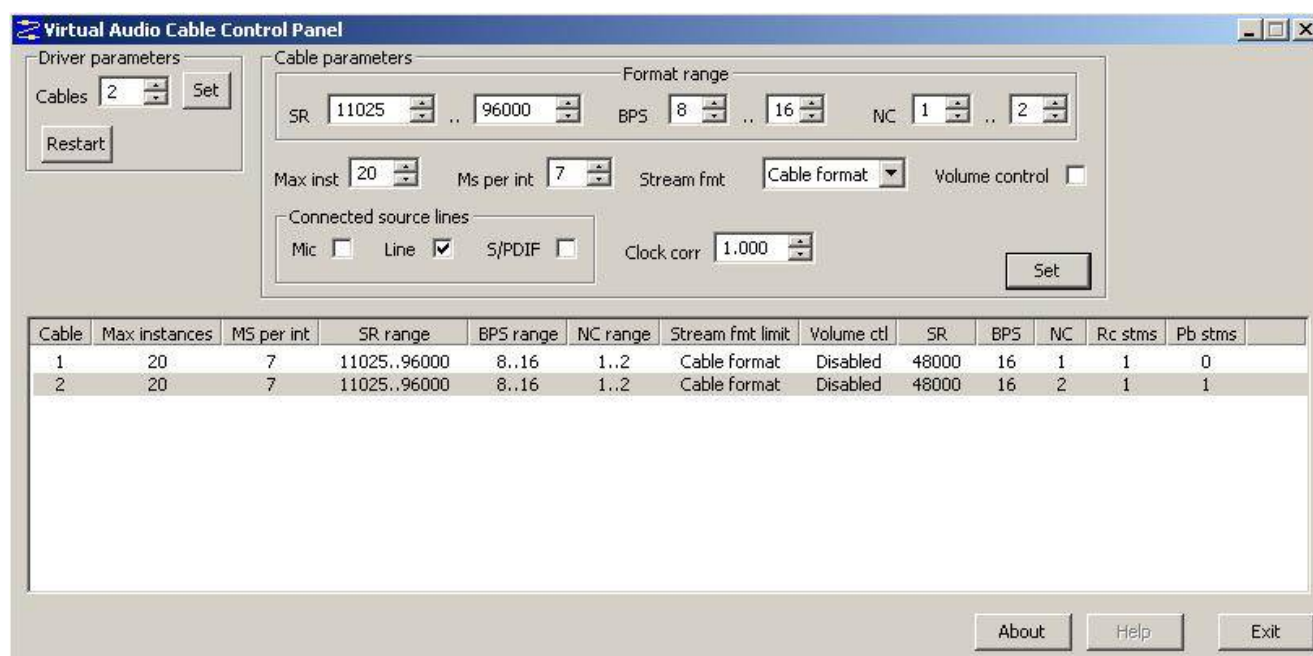 Virtual Audio Cable Control Panel
Driver parameters
Cables 2 Set
Restart
Cable parameters
Format range
SR 11025 .. 96000 BPS 8 .. 16 NC 1 .. 2
Max inst 20 Ms per int 7 Stream fmt Cable format Volume control
Connected source lines
Mic Line S/PDIF Clock corr 1.000
Set
Cable Max instances MS per int SR range BPS range NC range Stream fmt limit Volume ctl SR BPS NC Rc stms Pb stms
1 20 7 11025..96000 8..16 1..2 Cable format Disabled 48000 16 1 1 0
2 20 7 11025..96000 8..16 1..2 Cable format Disabled 48000 16 2 1 1
About Help Exit